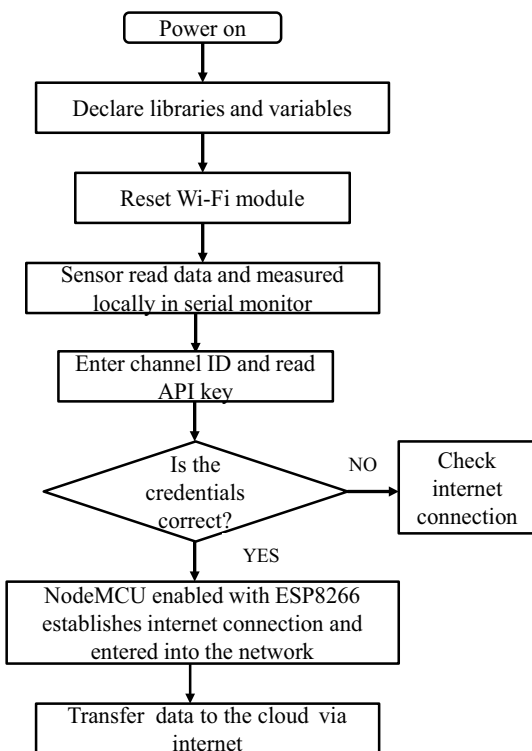 Power on
Declare libraries and variables
Reset Wi-Fi module
Sensor read data and measured
locally in serial monitor
Enter channel ID and read
API key
Is the
credentials
correct?
NO
Check
internet
connection
YES
NodeMCU enabled with ESP8266
establishes internet connection and
entered into the network
Transfer data to the cloud via
internet